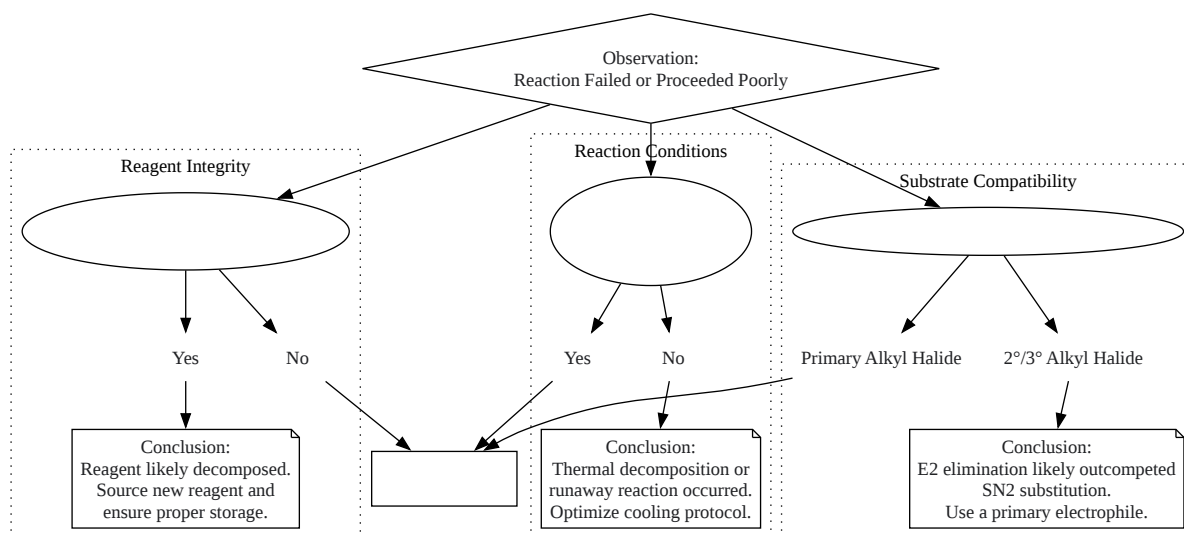 Observation:
Reaction Failed or Proceeded Poorly
Reagent Integrity
Reaction Conditions
Substrate Compatibility
Yes
No
Yes
No
Primary Alkyl Halide
2°/3° Alkyl Halide
Conclusion:
Reagent likely decomposed.
Source new reagent and
ensure proper storage.
Conclusion:
Thermal decomposition or
runaway reaction occurred.
Optimize cooling protocol.
Conclusion:
E2 elimination likely outcompeted
SN2 substitution.
Use a primary electrophile.